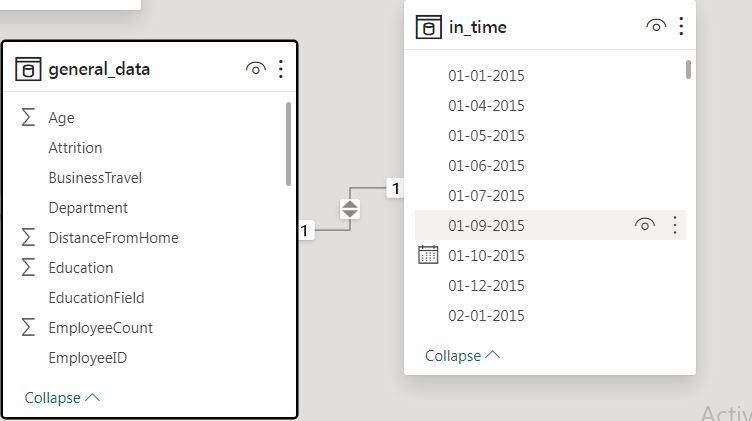 general_data
Age
Attrition
BusinessTravel
Department
DistanceFromHome
Education
EducationField
EmployeeCount
EmployeeID
Collapse
1
1
in_time
01-01-2015
01-04-2015
01-05-2015
01-06-2015
01-07-2015
01-09-2015
01-10-2015
01-12-2015
02-01-2015
Collapse
Activ